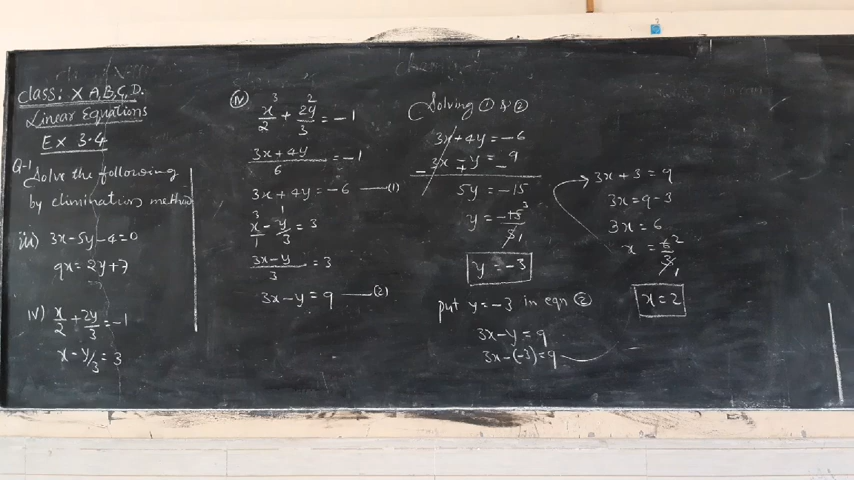 Class: X A,B,C,D.
Linear Equations
Ex 3.4
Q-1 Solve the following
by elimination method
iii) 3x-5y-4=0
9x=2y+7
iv) x/2 + 2y/3 = -1
x - y/3 = 3
iv) x/2 + 2y/3 = -1
3x+4y/6 = -1
3x+4y = -6 —(1)
x/1 - y/3 = 3
3x-y/3 = 3
3x-y = 9 —(2)
Solving ① & ②
3x+4y = -6
3x - y = 9
5y = -15
y = -15/5
y = -3
put y=-3 in eqn ②
3x-y = 9
3x-(-3)=9
3x+3 = 9
3x = 9-3
3x = 6
x = 6/3
x = 2